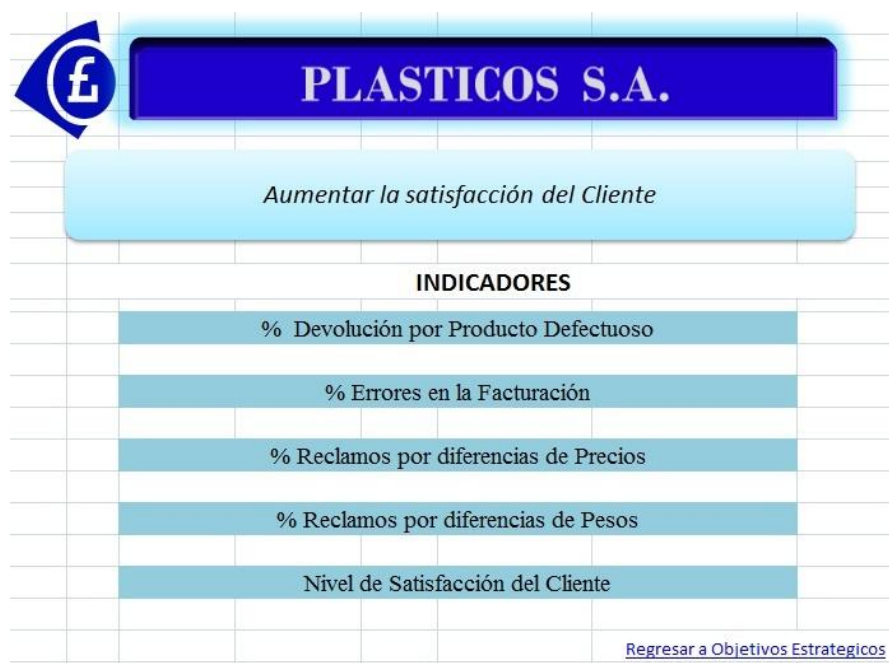 £
PLASTICOS S.A.
Aumentar la satisfacción del Cliente
INDICADORES
% Devolución por Producto Defectuoso
% Errores en la Facturación
% Reclamos por diferencias de Precios
% Reclamos por diferencias de Pesos
Nivel de Satisfacción del Cliente
Regresar a Objetivos Estrategicos